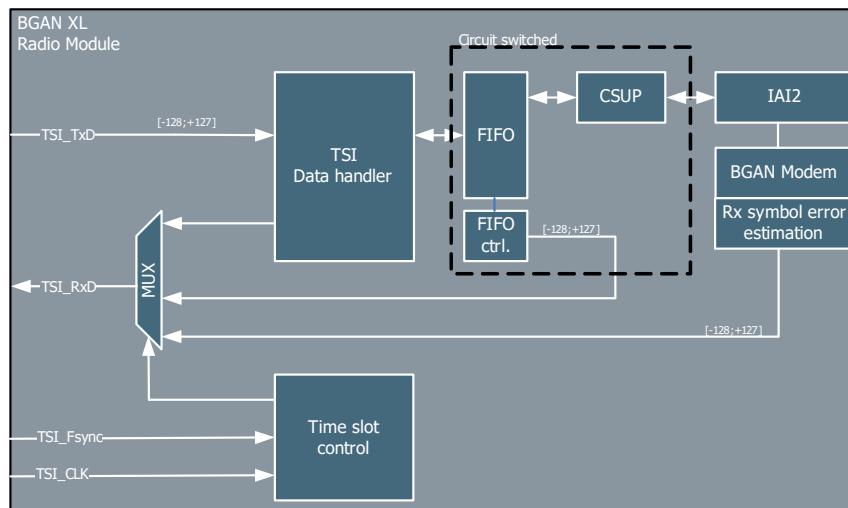 BGAN XL
Radio Module
Circuit switched
TSI_TxD
[-128;+127]
TSI
Data handler
FIFO
CSUP
IAI2
BGAN Modem
Rx symbol error
estimation
FIFO
ctrl.
[-128;+127]
MUX
TSI_RxD
[-128;+127]
Time slot
control
TSI_Fsync
TSI_CLK